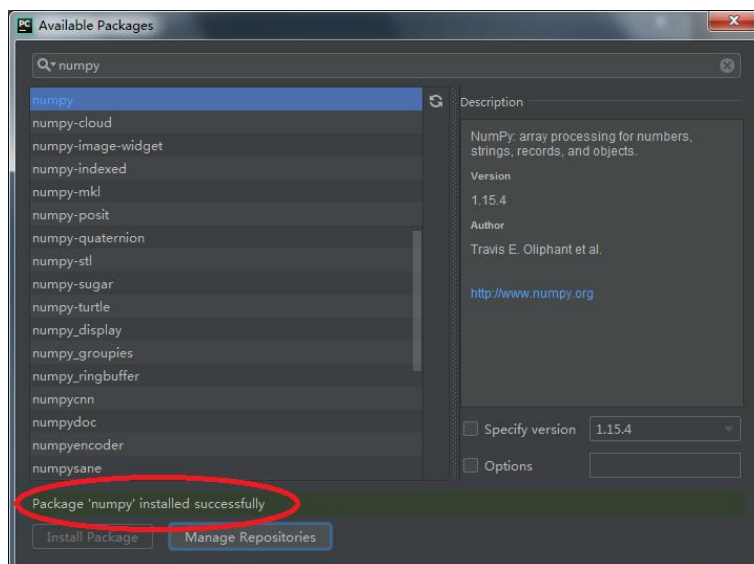 PC Available Packages
numpy
numpy
numpy-cloud
numpy-image-widget
numpy-indexed
numpy-mkl
numpy-posit
numpy-quaternion
numpy-stl
numpy-sugar
numpy-turtle
numpy_display
numpy_groupies
numpy_ringbuffer
numpycnn
numpydoc
numpyencoder
numpysane
Description
NumPy: array processing for numbers,
strings, records, and objects.
Version
1.15.4
Author
Travis E. Oliphant et al.
http://www.numpy.org
Specify version 1.15.4
Options
Package 'numpy' installed successfully
Install Package Manage Repositories